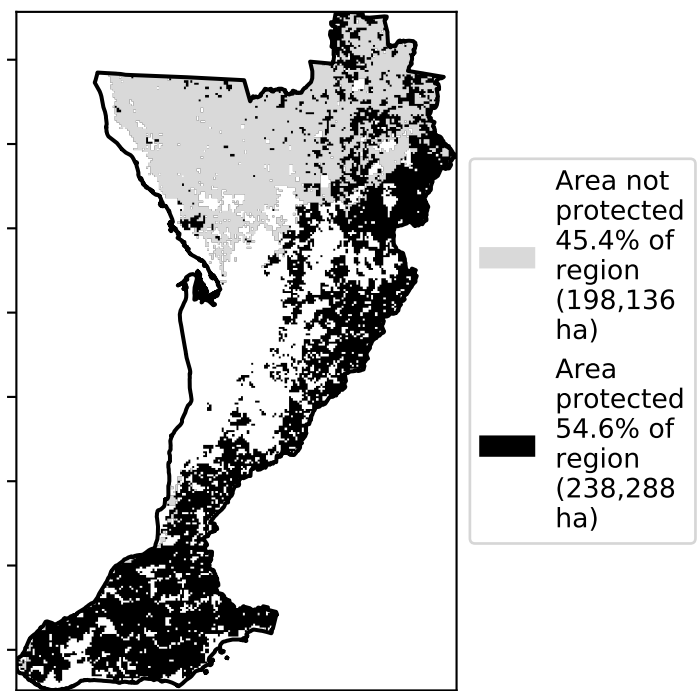 Area not
protected
45.4% of
region
(198,136
ha)
Area
protected
54.6% of
region
(238,288
ha)